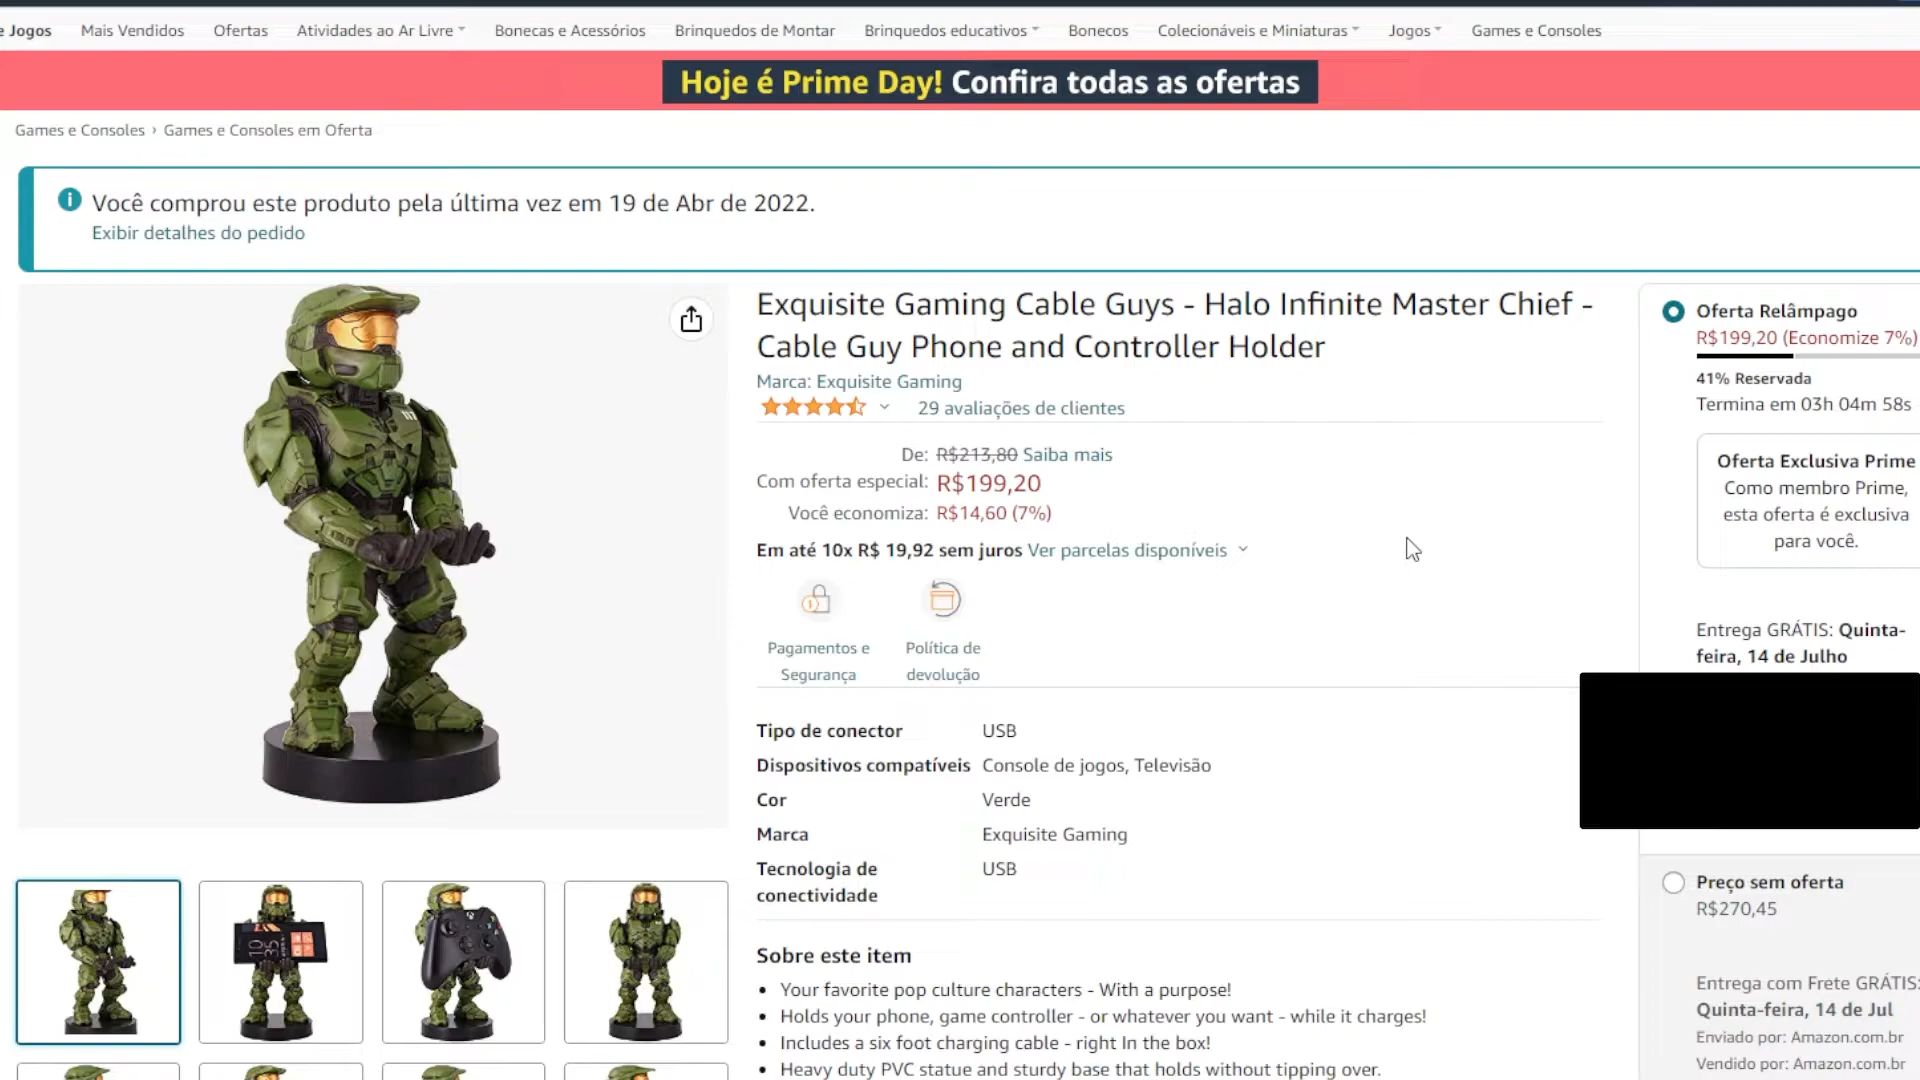 e Jogos Mais Vendidos Ofertas Atividades ao Ar Livre Bonecas e Acessórios Brinquedos de Montar Brinquedos educativos Bonecos Colecionáveis e Miniaturas Jogos Games e Consoles
Hoje é Prime Day! Confira todas as ofertas
Games e Consoles › Games e Consoles em Oferta
Você comprou este produto pela última vez em 19 de Abr de 2022.
Exibir detalhes do pedido
Exquisite Gaming Cable Guys - Halo Infinite Master Chief -
Cable Guy Phone and Controller Holder
Marca: Exquisite Gaming
29 avaliações de clientes
De: R$213,80 Saiba mais
Com oferta especial: R$199,20
Você economiza: R$14,60 (7%)
Em até 10x R$ 19,92 sem juros Ver parcelas disponíveis
Pagamentos e
Segurança
Política de
devolução
Tipo de conector USB
Dispositivos compatíveis Console de jogos, Televisão
Cor Verde
Marca Exquisite Gaming
Tecnologia de
conectividade
USB
Sobre este item
• Your favorite pop culture characters - With a purpose!
• Holds your phone, game controller - or whatever you want - while it charges!
• Includes a six foot charging cable - right In the box!
• Heavy duty PVC statue and sturdy base that holds without tipping over.
Oferta Relâmpago
R$199,20 (Economize 7%)
41% Reservada
Termina em 03h 04m 58s
Oferta Exclusiva Prime
Como membro Prime,
esta oferta é exclusiva
para você.
Entrega GRÁTIS: Quinta-
feira, 14 de Julho
Preço sem oferta
R$270,45
Entrega com Frete GRÁTIS:
Quinta-feira, 14 de Jul
Enviado por: Amazon.com.br
Vendido por: Amazon.com.br
117
10
35